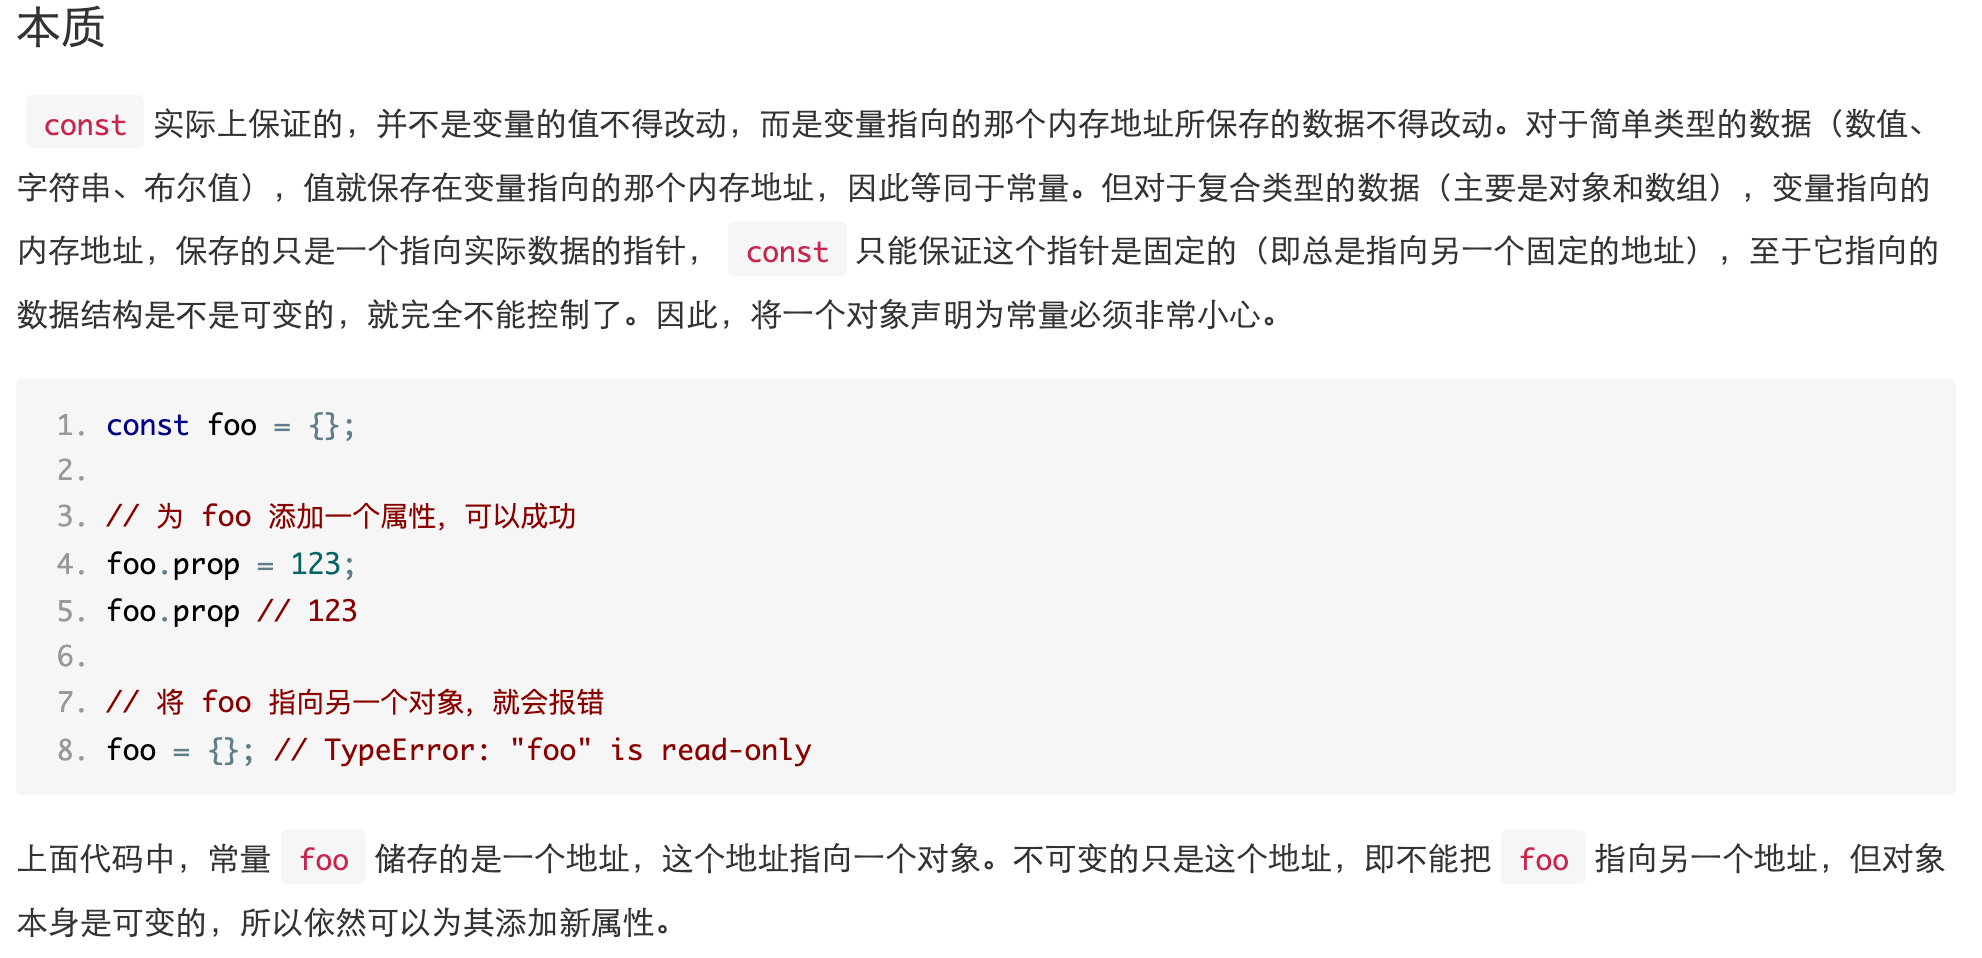 本质
const 实际上保证的，并不是变量的值不得改动，而是变量指向的那个内存地址所保存的数据不得改动。对于简单类型的数据（数值、
字符串、布尔值），值就保存在变量指向的那个内存地址，因此等同于常量。但对于复合类型的数据（主要是对象和数组），变量指向的
内存地址，保存的只是一个指向实际数据的指针， const 只能保证这个指针是固定的（即总是指向另一个固定的地址），至于它指向的
数据结构是不是可变的，就完全不能控制了。因此，将一个对象声明为常量必须非常小心。
1. const foo = {};
2.
3. // 为 foo 添加一个属性，可以成功
4. foo.prop = 123;
5. foo.prop // 123
6.
7. // 将 foo 指向另一个对象，就会报错
8. foo = {}; // TypeError: "foo" is read-only
上面代码中，常量 foo 储存的是一个地址，这个地址指向一个对象。不可变的只是这个地址，即不能把 foo 指向另一个地址，但对象
本身是可变的，所以依然可以为其添加新属性。